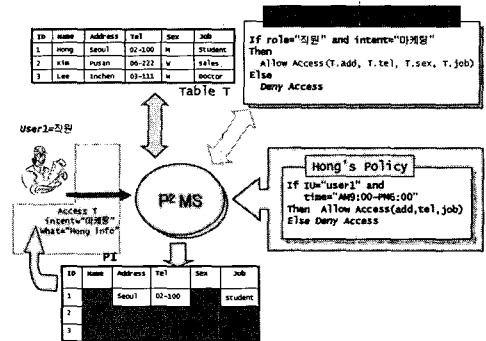 ID Name Address Tel Sex Job
1 Hong Seoul 02-100 M Student
2 Kim Pusan 06-222 W sales
3 Lee Inchen 03-111 W Doctor
Table T
If role="직원" and intent="마케팅"
Then
Allow Access(T.add, T.tel, T.sex, T.job)
Else
Deny Access
User1=직원
Access T
intent="마케팅"
what="Hong info"
P² MS
Hong's Policy
If IU="user1" and
time="AM9:00-PM6:00"
Then Allow Access(add,tel,job)
Else Deny Access
PI
ID Name Address Tel Sex Job
1 Seoul 02-100 student
2
3